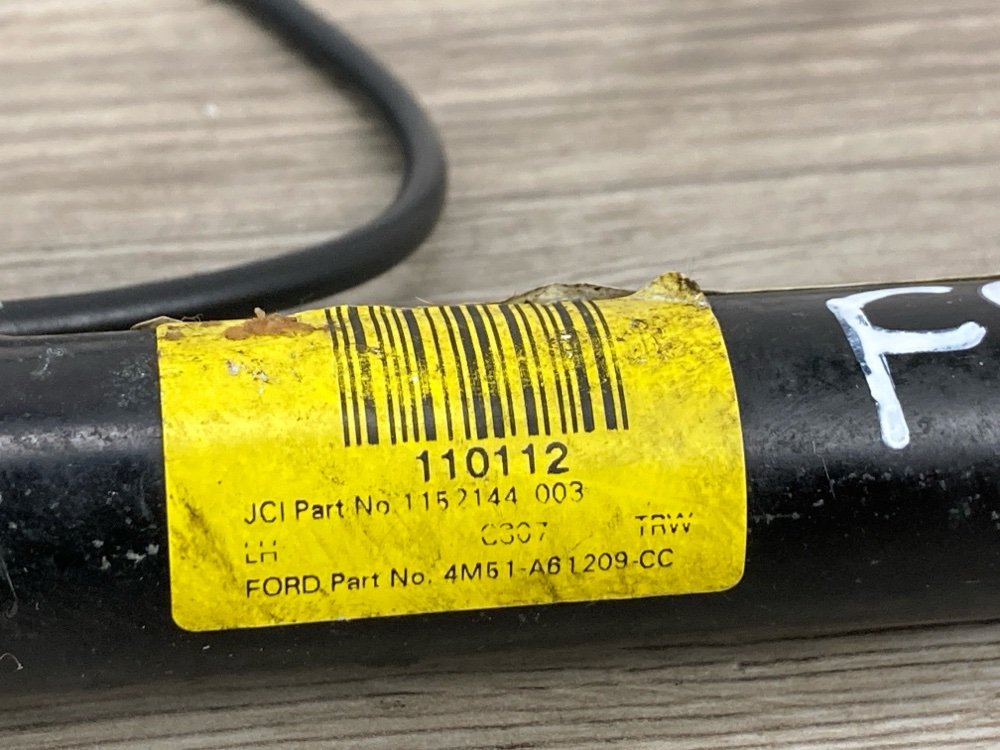 110112
JCI Part No. 1152144 003
LH C307 TRW
FORD Part No. 4M51-A61209-CC
F